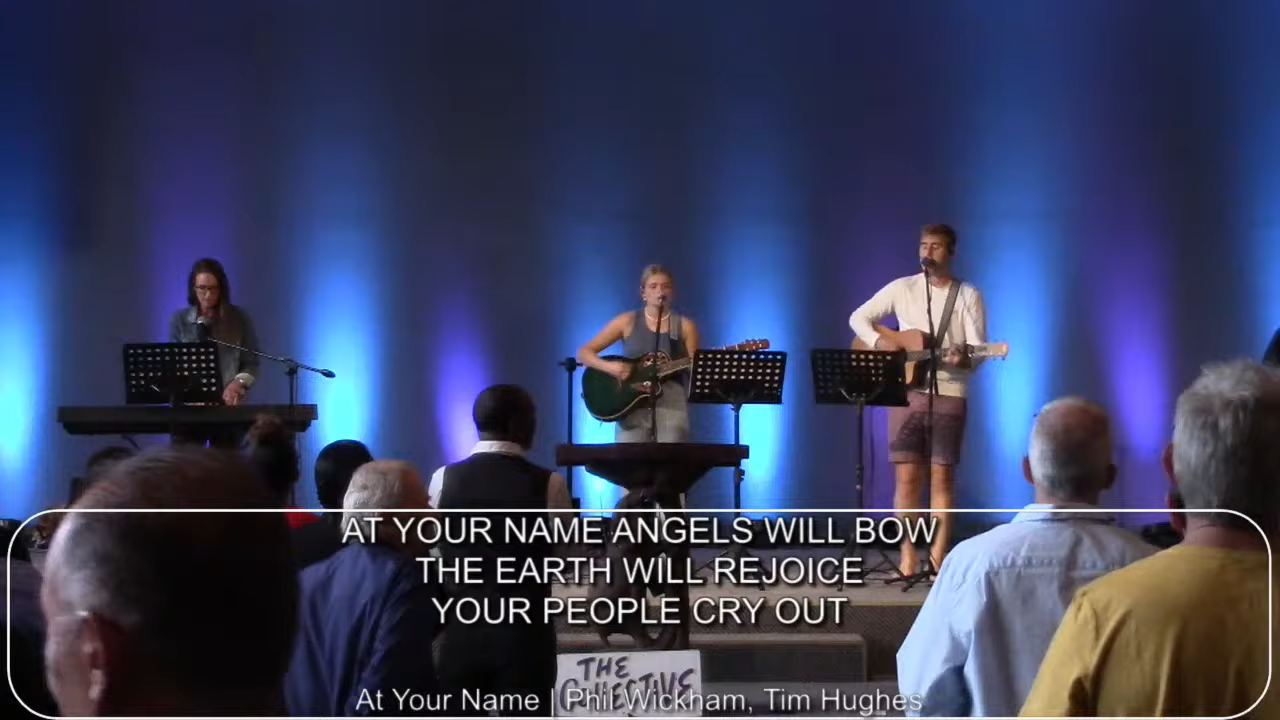 AT YOUR NAME ANGELS WILL BOW
THE EARTH WILL REJOICE
YOUR PEOPLE CRY OUT
THE
COLLECTIVE
At Your Name | Phil Wickham, Tim Hughes